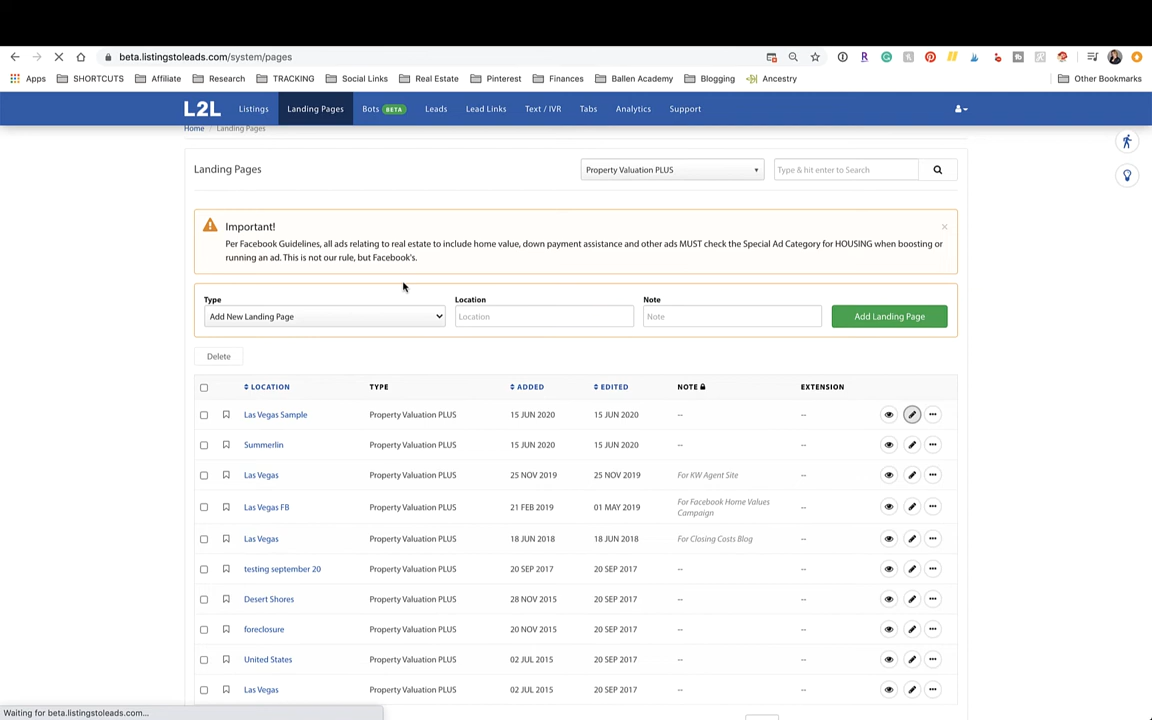 beta.listingstoleads.com/system/pages
Apps SHORTCUTS Affiliate Research TRACKING Social Links Real Estate Pinterest Finances Ballen Academy Blogging Ancestry Other Bookmarks
L2L Listings Landing Pages Bots BETA Leads Lead Links Text / IVR Tabs Analytics Support
Home / Landing Pages
Landing Pages Property Valuation PLUS Type & hit enter to Search
Important!
Per Facebook Guidelines, all ads relating to real estate to include home value, down payment assistance and other ads MUST check the Special Ad Category for HOUSING when boosting or
running an ad. This is not our rule, but Facebook's.
Type Location Note
Add New Landing Page Location Note Add Landing Page
Delete
LOCATION TYPE ADDED EDITED NOTE EXTENSION
Las Vegas Sample Property Valuation PLUS 15 JUN 2020 15 JUN 2020 -- --
Summerlin Property Valuation PLUS 15 JUN 2020 15 JUN 2020 -- --
Las Vegas Property Valuation PLUS 25 NOV 2019 25 NOV 2019 For KW Agent Site --
Las Vegas FB Property Valuation PLUS 21 FEB 2019 01 MAY 2019 For Facebook Home Values Campaign --
Las Vegas Property Valuation PLUS 18 JUN 2018 18 JUN 2018 For Closing Costs Blog --
testing september 20 Property Valuation PLUS 20 SEP 2017 20 SEP 2017 -- --
Desert Shores Property Valuation PLUS 28 NOV 2015 20 SEP 2017 -- --
foreclosure Property Valuation PLUS 20 NOV 2015 20 SEP 2017 -- --
United States Property Valuation PLUS 02 JUL 2015 20 SEP 2017 -- --
Las Vegas Property Valuation PLUS 02 JUL 2015 20 SEP 2017 -- --
Waiting for beta.listingstoleads.com...